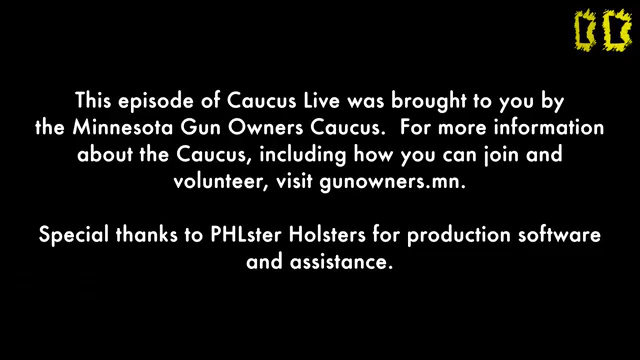 This episode of Caucus Live was brought to you by
the Minnesota Gun Owners Caucus.  For more information
about the Caucus, including how you can join and
volunteer, visit gunowners.mn.
Special thanks to PHLster Holsters for production software
and assistance.